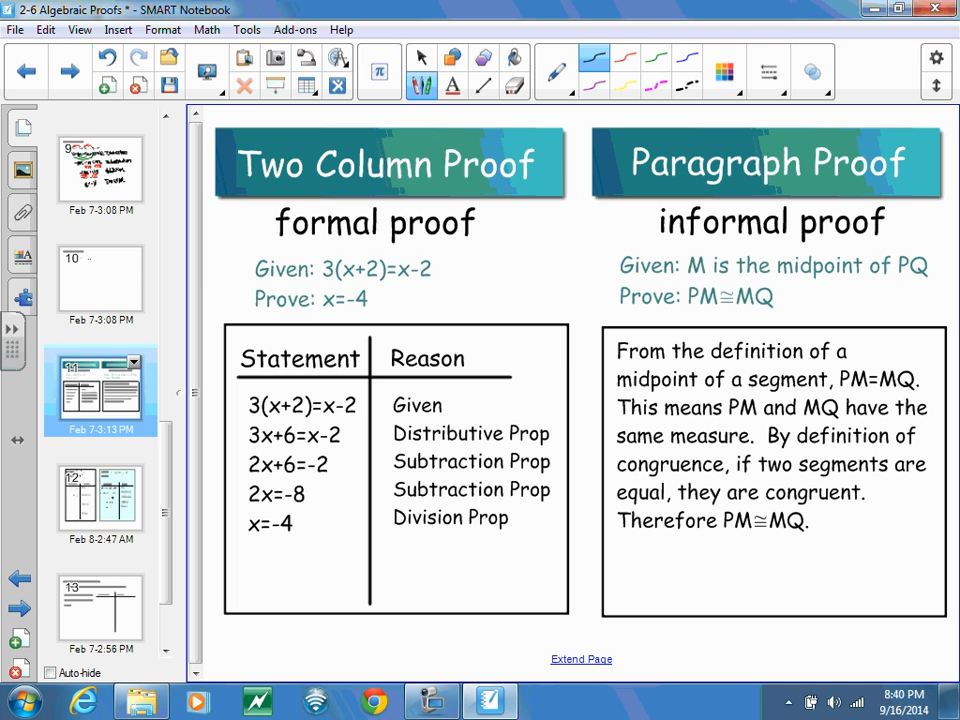 2-6 Algebraic Proofs * - SMART Notebook
File Edit View Insert Format Math Tools Add-ons Help
9
Feb 7-3:08 PM
10
Feb 7-3:08 PM
11
Feb 7-3:13 PM
12
Feb 8-2:47 AM
13
Feb 7-2:56 PM
Auto-hide
Two Column Proof
formal proof
Given: 3(x+2)=x-2
Prove: x=-4
Statement Reason
3(x+2)=x-2 Given
3x+6=x-2 Distributive Prop
2x+6=-2 Subtraction Prop
2x=-8 Subtraction Prop
x=-4 Division Prop
Paragraph Proof
informal proof
Given: M is the midpoint of PQ
Prove: PM≅MQ
From the definition of a
midpoint of a segment, PM=MQ.
This means PM and MQ have the
same measure. By definition of
congruence, if two segments are
equal, they are congruent.
Therefore PM≅MQ.
Extend Page
8:40 PM
9/16/2014